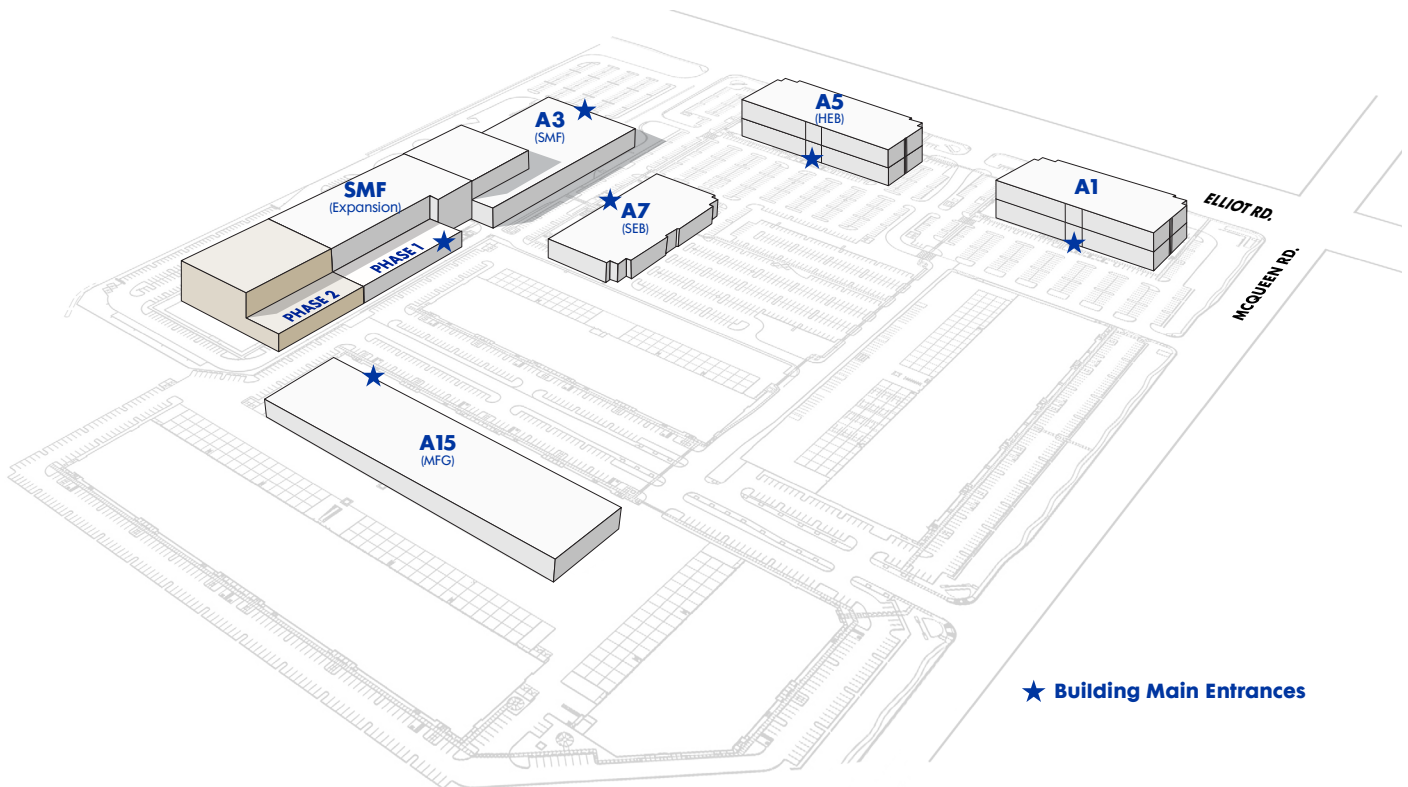 A5
(HEB)
A3
(SMF)
A1
SMF
(Expansion)
A7
(SEB)
ELLIOT RD.
PHASE 1
MCQUEEN RD.
PHASE 2
A15
(MFG)
Building Main Entrances